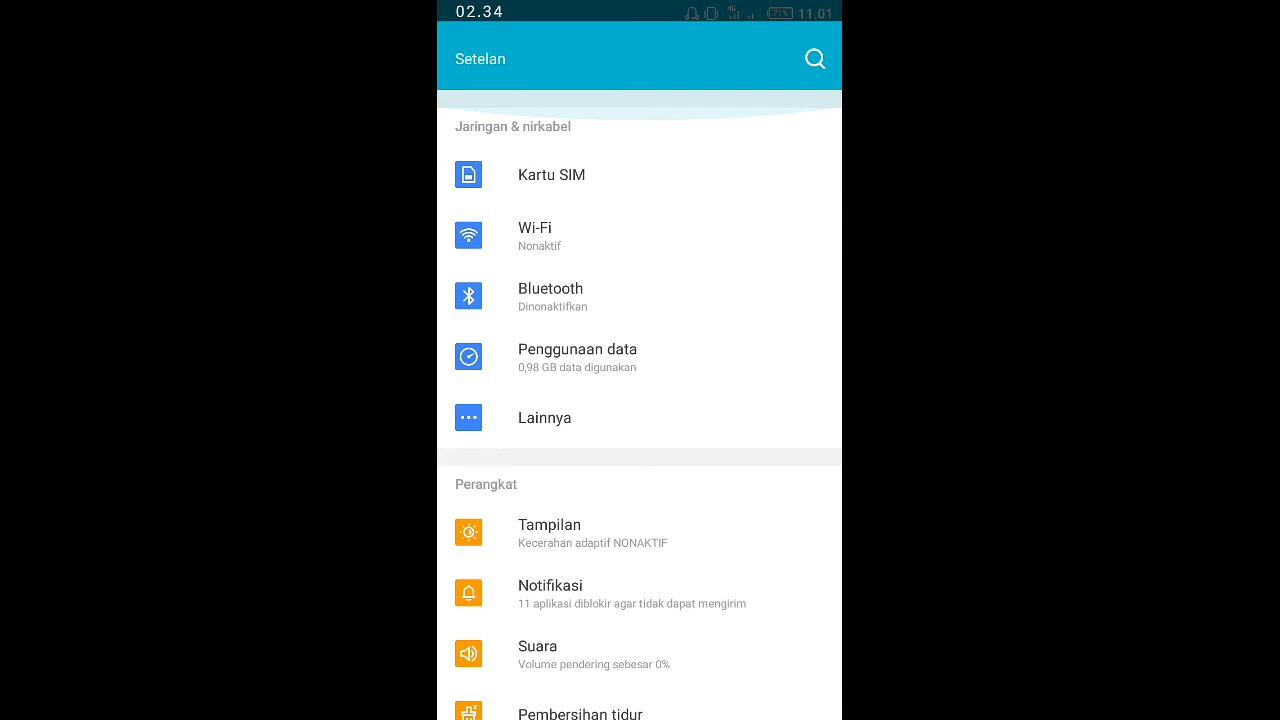 02.34
4G 71% 11.01
Setelan
Jaringan & nirkabel
Kartu SIM
Wi-Fi
Nonaktif
Bluetooth
Dinonaktifkan
Penggunaan data
0,98 GB data digunakan
Lainnya
Perangkat
Tampilan
Kecerahan adaptif NONAKTIF
Notifikasi
11 aplikasi diblokir agar tidak dapat mengirim
Suara
Volume pendering sebesar 0%
Pembersihan tidur